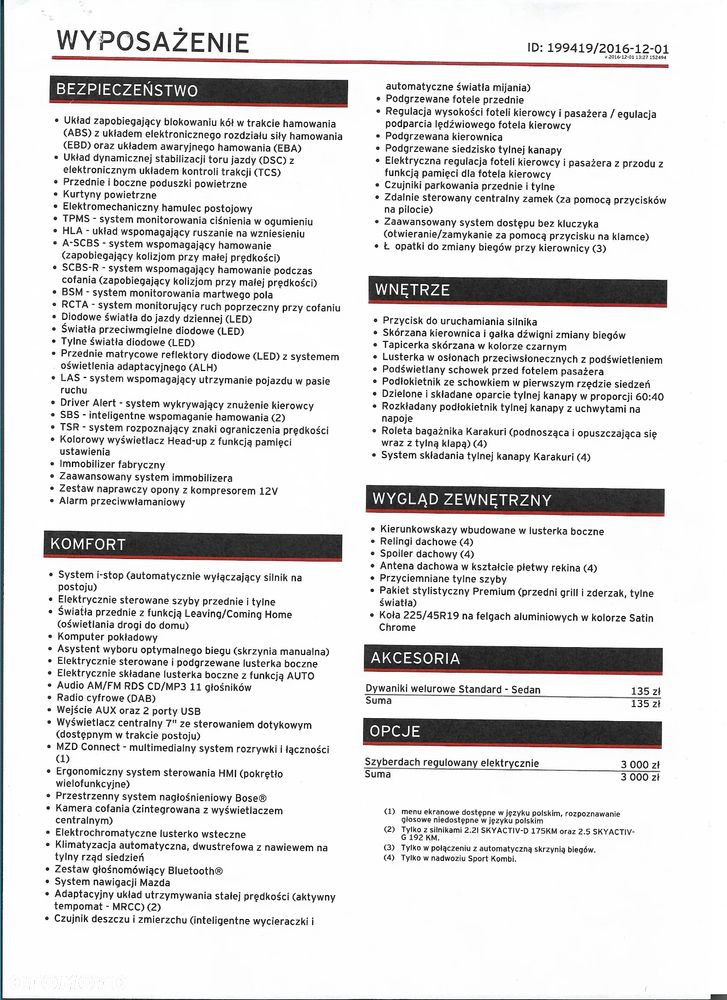 WYPOSAŻENIE
ID: 199419/2016-12-01
v 2016-12-01 13:27 152494
BEZPIECZEŃSTWO
• Układ zapobiegający blokowaniu kół w trakcie hamowania
(ABS) z układem elektronicznego rozdziału siły hamowania
(EBD) oraz układem awaryjnego hamowania (EBA)
• Układ dynamicznej stabilizacji toru jazdy (DSC) z
elektronicznym układem kontroli trakcji (TCS)
• Przednie i boczne poduszki powietrzne
• Kurtyny powietrzne
• Elektromechaniczny hamulec postojowy
• TPMS - system monitorowania ciśnienia w ogumieniu
• HLA - układ wspomagający ruszanie na wzniesieniu
• A-SCBS - system wspomagający hamowanie
(zapobiegający kolizjom przy małej prędkości)
• SCBS-R - system wspomagający hamowanie podczas
cofania (zapobiegający kolizjom przy małej prędkości)
• BSM - system monitorowania martwego pola
• RCTA - system monitorujący ruch poprzeczny przy cofaniu
• Diodowe światła do jazdy dziennej (LED)
• Światła przeciwmgielne diodowe (LED)
• Tylne światła diodowe (LED)
• Przednie matrycowe reflektory diodowe (LED) z systemem
oświetlenia adaptacyjnego (ALH)
• LAS - system wspomagający utrzymanie pojazdu w pasie
ruchu
• Driver Alert - system wykrywający znużenie kierowcy
• SBS - inteligentne wspomaganie hamowania (2)
• TSR - system rozpoznający znaki ograniczenia prędkości
• Kolorowy wyświetlacz Head-up z funkcją pamięci
ustawienia
• Immobilizer fabryczny
• Zaawansowany system immobilizera
• Zestaw naprawczy opony z kompresorem 12V
• Alarm przeciwwłamaniowy
KOMFORT
• System i-stop (automatycznie wyłączający silnik na
postoju)
• Elektrycznie sterowane szyby przednie i tylne
• Światła przednie z funkcją Leaving/Coming Home
(oświetlania drogi do domu)
• Komputer pokładowy
• Asystent wyboru optymalnego biegu (skrzynia manualna)
• Elektrycznie sterowane i podgrzewane lusterka boczne
• Elektrycznie składane lusterka boczne z funkcją AUTO
• Audio AM/FM RDS CD/MP3 11 głośników
• Radio cyfrowe (DAB)
• Wejście AUX oraz 2 porty USB
• Wyświetlacz centralny 7" ze sterowaniem dotykowym
(dostępnym w trakcie postoju)
• MZD Connect - multimedialny system rozrywki i łączności
(1)
• Ergonomiczny system sterowania HMI (pokrętło
wielofunkcyjne)
• Przestrzenny system nagłośnieniowy Bose®
• Kamera cofania (zintegrowana z wyświetlaczem
centralnym)
• Elektrochromatyczne lusterko wsteczne
• Klimatyzacja automatyczna, dwustrefowa z nawiewem na
tylny rząd siedzeń
• Zestaw głośnomówiący Bluetooth®
• System nawigacji Mazda
• Adaptacyjny układ utrzymywania stałej prędkości (aktywny
tempomat - MRCC) (2)
• Czujnik deszczu i zmierzchu (inteligentne wycieraczki i
automatyczne światła mijania)
• Podgrzewane fotele przednie
• Regulacja wysokości foteli kierowcy i pasażera / egulacja
podparcia lędźwiowego fotela kierowcy
• Podgrzewana kierownica
• Podgrzewane siedzisko tylnej kanapy
• Elektryczna regulacja foteli kierowcy i pasażera z przodu z
funkcją pamięci dla fotela kierowcy
• Czujniki parkowania przednie i tylne
• Zdalnie sterowany centralny zamek (za pomocą przycisków
na pilocie)
• Zaawansowany system dostępu bez kluczyka
(otwieranie/zamykanie za pomocą przycisku na klamce)
• Ł opatki do zmiany biegów przy kierownicy (3)
WNĘTRZE
• Przycisk do uruchamiania silnika
• Skórzana kierownica i gałka dźwigni zmiany biegów
• Tapicerka skórzana w kolorze czarnym
• Lusterka w osłonach przeciwsłonecznych z podświetleniem
• Podświetlany schowek przed fotelem pasażera
• Podłokietnik ze schowkiem w pierwszym rzędzie siedzeń
• Dzielone i składane oparcie tylnej kanapy w proporcji 60:40
• Rozkładany podłokietnik tylnej kanapy z uchwytami na
napoje
• Roleta bagażnika Karakuri (podnosząca i opuszczająca się
wraz z tylną klapą) (4)
• System składania tylnej kanapy Karakuri (4)
WYGLĄD ZEWNĘTRZNY
• Kierunkowskazy wbudowane w lusterka boczne
• Relingi dachowe (4)
• Spoiler dachowy (4)
• Antena dachowa w kształcie płetwy rekina (4)
• Przyciemniane tylne szyby
• Pakiet stylistyczny Premium (przedni grill i zderzak, tylne
światła)
• Koła 225/45R19 na felgach aluminiowych w kolorze Satin
Chrome
AKCESORIA
Dywaniki welurowe Standard - Sedan 135 zł
Suma 135 zł
OPCJE
Szyberdach regulowany elektrycznie 3 000 zł
Suma 3 000 zł
(1) menu ekranowe dostępne w języku polskim, rozpoznawanie
głosowe niedostępne w języku polskim
(2) Tylko z silnikami 2.2l SKYACTIV-D 175KM oraz 2.5 SKYACTIV-
G 192 KM.
(3) Tylko w połączeniu z automatyczną skrzynią biegów.
(4) Tylko w nadwoziu Sport Kombi.